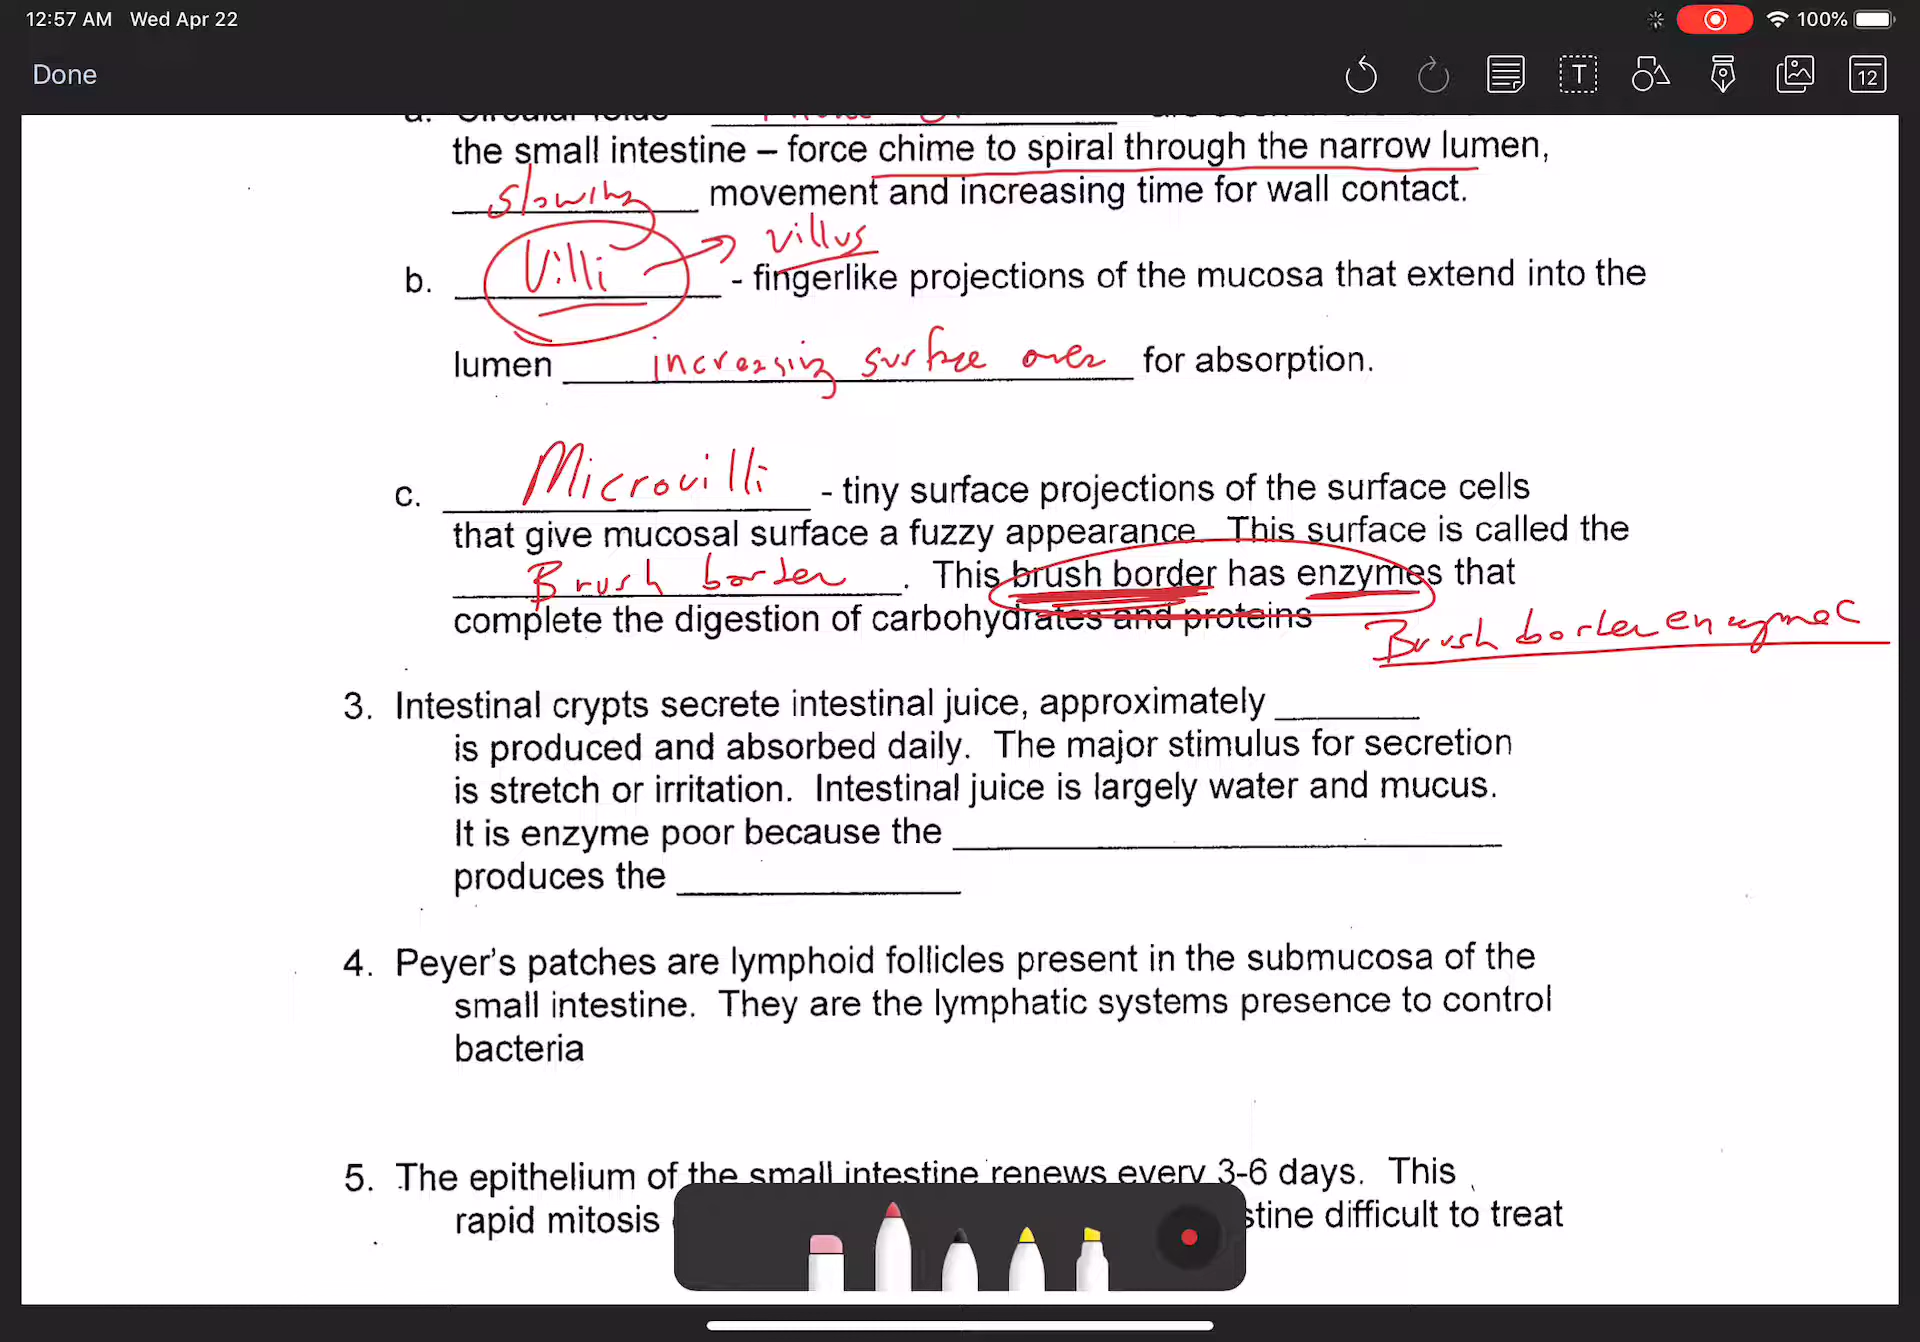 12:57 AM Wed Apr 22
100%
Done
T
12
a. Circular folds
the small intestine – force chime to spiral through the narrow lumen,
slowing movement and increasing time for wall contact.
villus
b. Villi - fingerlike projections of the mucosa that extend into the
lumen increasing surface area for absorption.
c. Microvilli - tiny surface projections of the surface cells
that give mucosal surface a fuzzy appearance This surface is called the
Brush border . This brush border has enzymes that
complete the digestion of carbohydrates and proteins
Brush border enzymes
3. Intestinal crypts secrete intestinal juice, approximately
is produced and absorbed daily. The major stimulus for secretion
is stretch or irritation. Intestinal juice is largely water and mucus.
It is enzyme poor because the
produces the
4. Peyer's patches are lymphoid follicles present in the submucosa of the
small intestine. They are the lymphatic systems presence to control
bacteria
5. The epithelium of the small intestine renews every 3-6 days. This
rapid mitosis stine difficult to treat